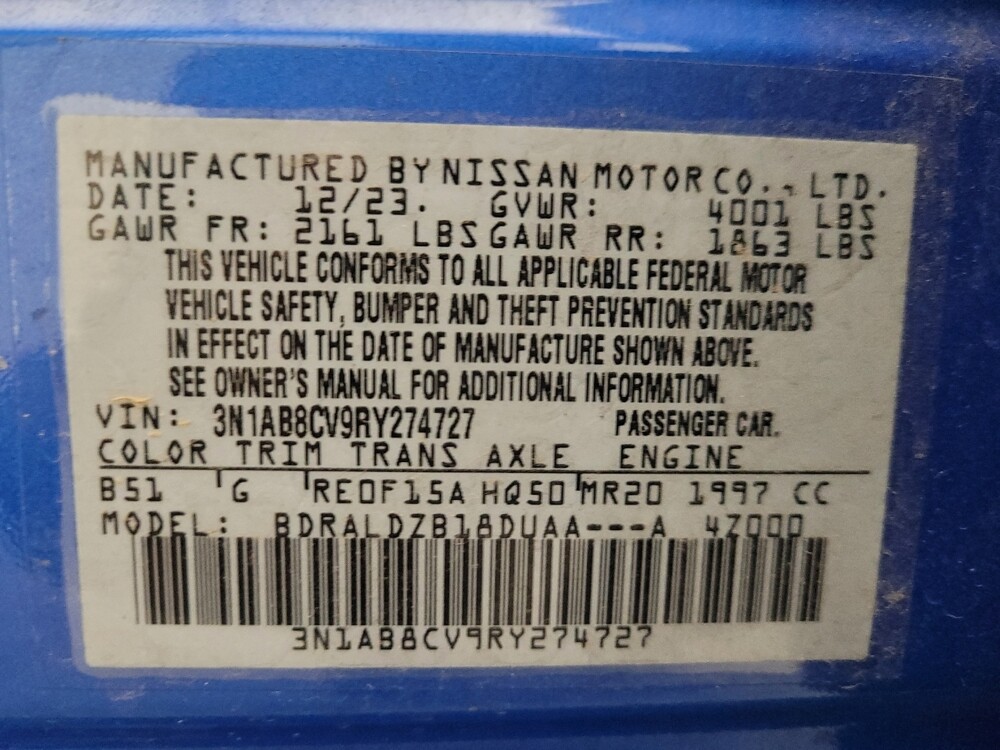 MANUFACTURED BY NISSAN MOTOR CO., LTD.
DATE: 12/23. GVWR: 4001 LBS
GAWR FR: 2161 LBS GAWR RR: 1863 LBS
THIS VEHICLE CONFORMS TO ALL APPLICABLE FEDERAL MOTOR
VEHICLE SAFETY, BUMPER AND THEFT PREVENTION STANDARDS
IN EFFECT ON THE DATE OF MANUFACTURE SHOWN ABOVE.
SEE OWNER'S MANUAL FOR ADDITIONAL INFORMATION.
VIN: 3N1AB8CV9RY274727 PASSENGER CAR.
COLOR TRIM TRANS AXLE ENGINE
B51 G RE0F15A HQ50 MR20 1997 CC
MODEL: BDRALDZB18DUAA---A 4Z000
3N1AB8CV9RY274727